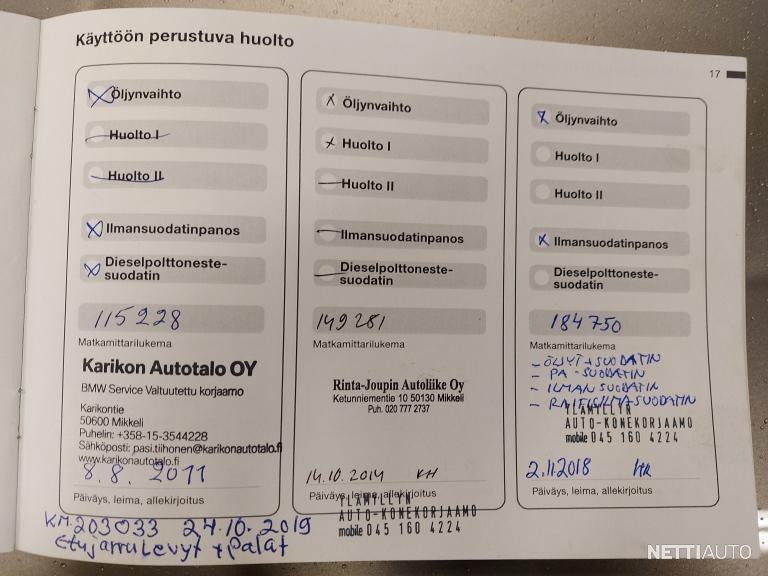 Käyttöön perustuva huolto
17
X Öljynvaihto
Huolto I
Huolto II
X Ilmansuodatinpanos
X Dieselpolttoneste-
suodatin
115228
Matkamittarilukema
Karikon Autotalo OY
BMW Service Valtuutettu korjaamo
Karikontie
50600 Mikkeli
Puhelin: +358-15-3544228
Sähköposti: pasi.tiihonen@karikonautotalo.fi
www.karikonautotalo.fi
8.8.2011
Päiväys, leima, allekirjoitus
X Öljynvaihto
X Huolto I
Huolto II
Ilmansuodatinpanos
Dieselpolttoneste-
suodatin
149281
Matkamittarilukema
Rinta-Joupin Autoliike Oy
Ketunniementie 10 50130 Mikkeli
Puh. 020 777 2737
14.10.2014 KH
Päiväys, leima, allekirjoitus
YLÄMYLLYN
AUTO-KONEKORJAAMO
mobile 045 160 4224
X Öljynvaihto
Huolto I
Huolto II
X Ilmansuodatinpanos
Dieselpolttoneste-
suodatin
184750
Matkamittarilukema
- ÖLJYT + SUODATIN
- PA - SUODATIN
- ILMAN SUODATIN
- RAITISILMASUODATIN
YLÄMYLLYN
AUTO-KONEKORJAAMO
mobile 045 160 4224
2.11.2018
Päiväys, leima, allekirjoitus
KM.203033 24.10.2019
Etujarrulevyt + Palat
NETTIAUTO